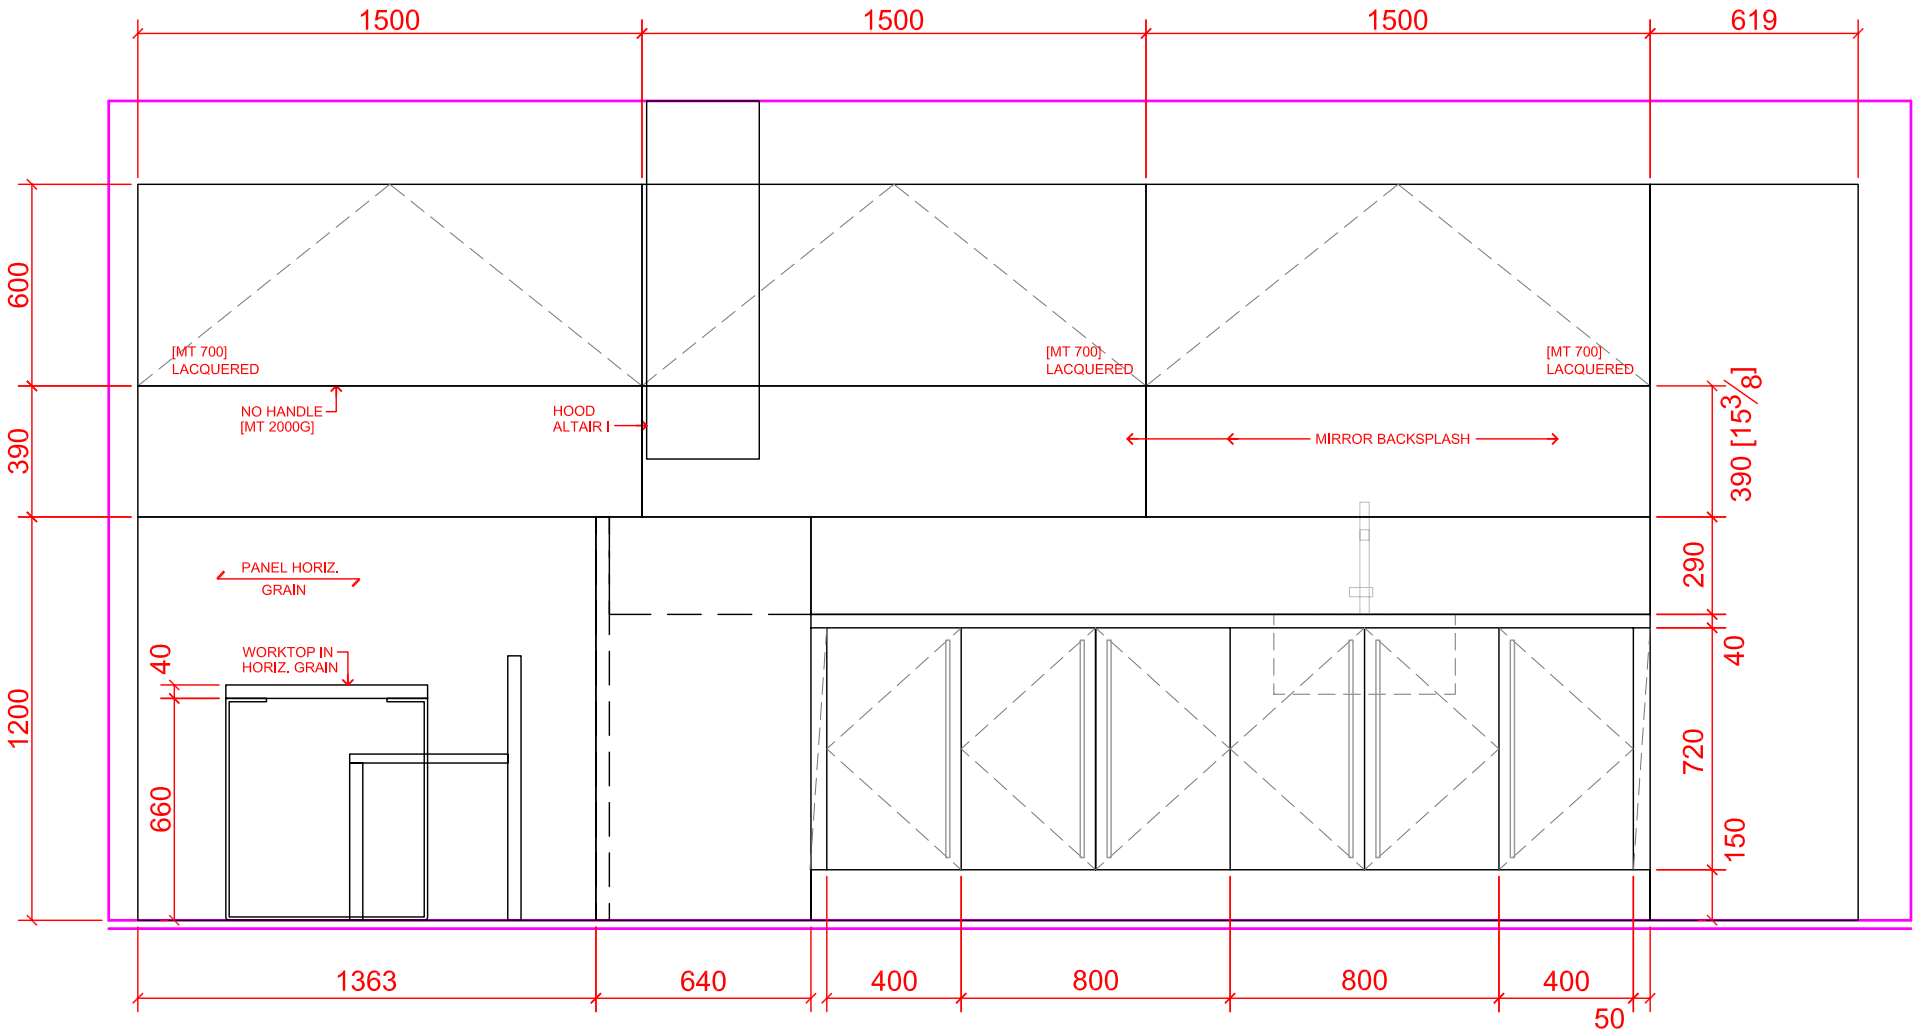 1500
1500
1500
619
600
[MT 700]
LACQUERED
[MT 700]
LACQUERED
[MT 700]
LACQUERED
NO HANDLE
[MT 2000G]
HOOD
ALTAIR I
MIRROR BACKSPLASH
390
390 [15 3/8]
PANEL HORIZ.
GRAIN
290
WORKTOP IN
HORIZ. GRAIN
40
40
1200
660
720
150
1363
640
400
800
800
400
50